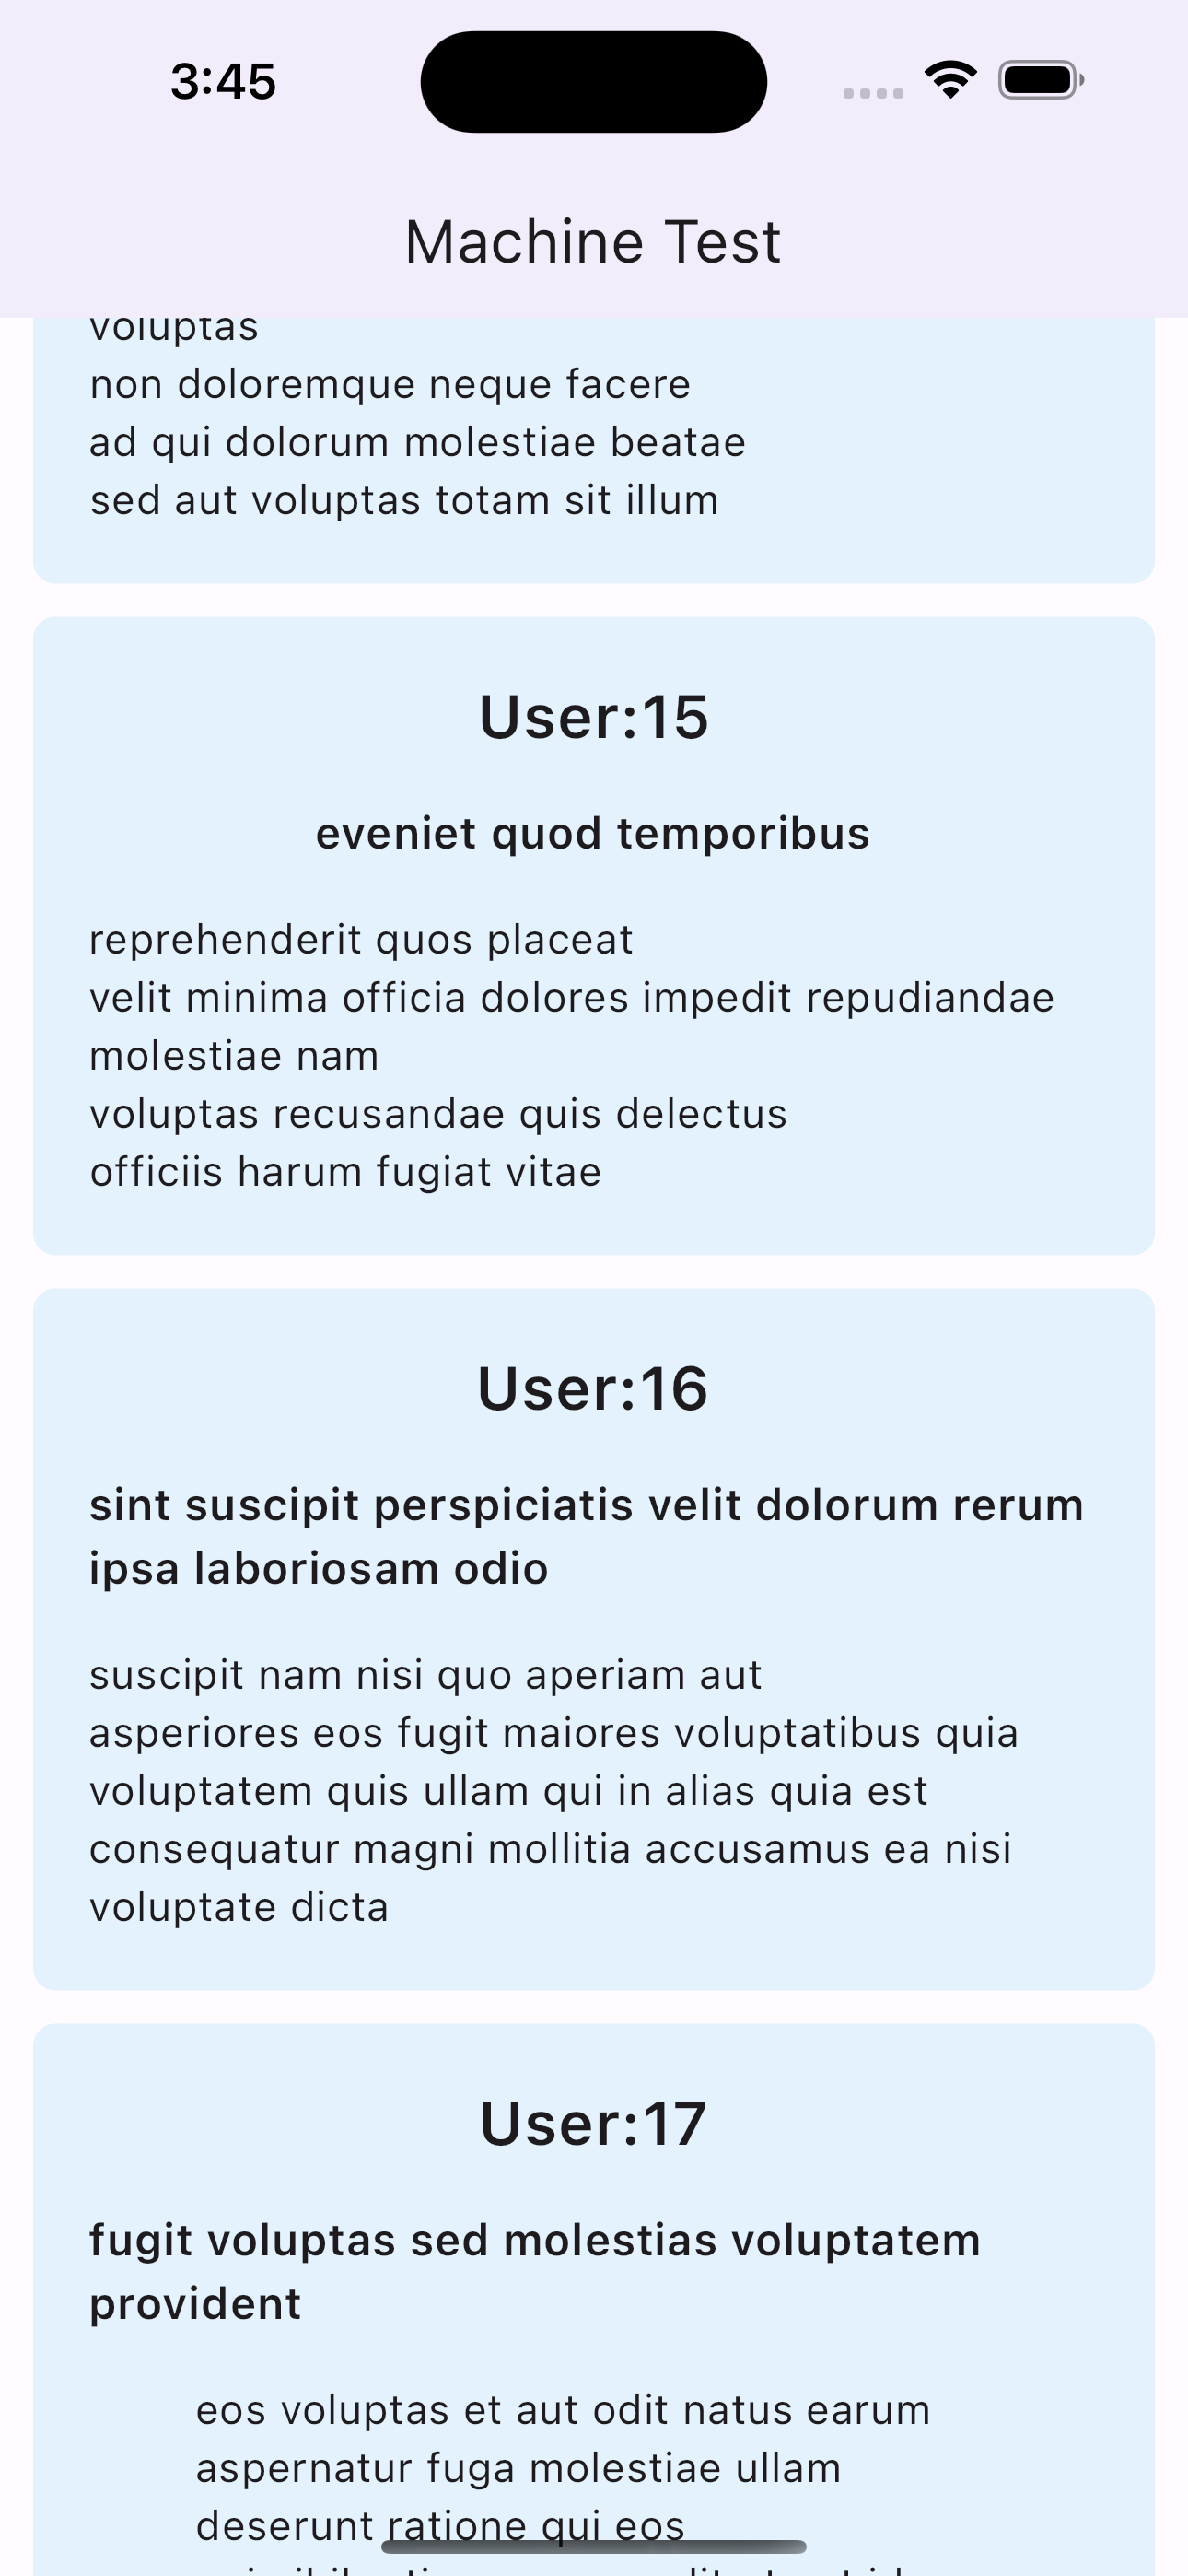 3:45
Machine Test
voluptas
non doloremque neque facere
ad qui dolorum molestiae beatae
sed aut voluptas totam sit illum
User:15
eveniet quod temporibus
reprehenderit quos placeat
velit minima officia dolores impedit repudiandae
molestiae nam
voluptas recusandae quis delectus
officiis harum fugiat vitae
User:16
sint suscipit perspiciatis velit dolorum rerum
ipsa laboriosam odio
suscipit nam nisi quo aperiam aut
asperiores eos fugit maiores voluptatibus quia
voluptatem quis ullam qui in alias quia est
consequatur magni mollitia accusamus ea nisi
voluptate dicta
User:17
fugit voluptas sed molestias voluptatem
provident
eos voluptas et aut odit natus earum
aspernatur fuga molestiae ullam
deserunt ratione qui eos